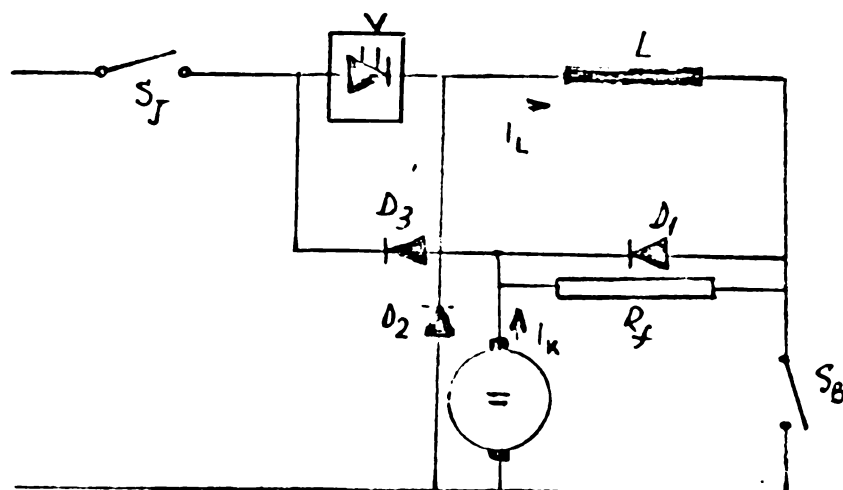 V
L
S_J
I_L
D_3
D_1
D_2
I_K
R_f
=
S_B